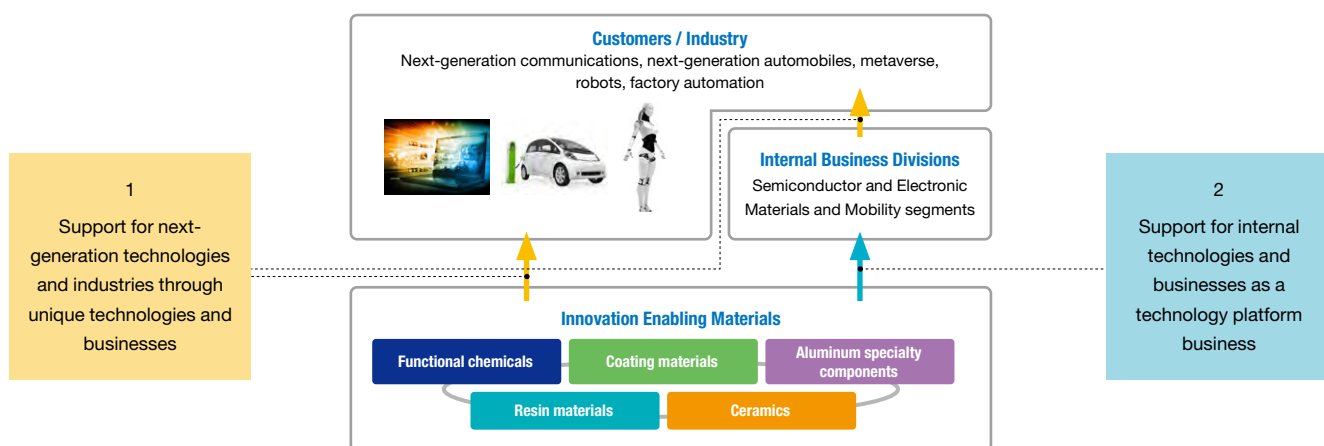 Customers / Industry
Next-generation communications, next-generation automobiles, metaverse,
robots, factory automation
Internal Business Divisions
Semiconductor and Electronic
Materials and Mobility segments
1
Support for next-
generation technologies
and industries through
unique technologies and
businesses
2
Support for internal
technologies and
businesses as a
technology platform
business
Innovation Enabling Materials
Functional chemicals
Coating materials
Aluminum specialty
components
Resin materials
Ceramics